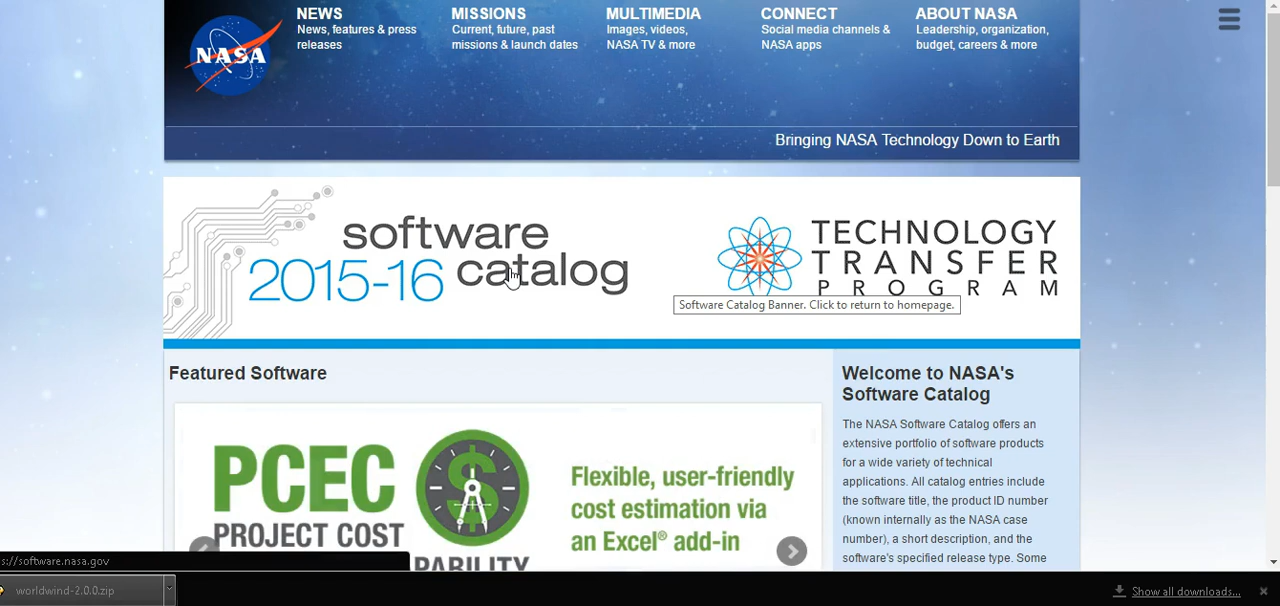 NASA
NEWS
News, features & press
releases
MISSIONS
Current, future, past
missions & launch dates
MULTIMEDIA
Images, videos,
NASA TV & more
CONNECT
Social media channels &
NASA apps
ABOUT NASA
Leadership, organization,
budget, careers & more
Bringing NASA Technology Down to Earth
software
2015-16 catalog
TECHNOLOGY
TRANSFER
PROGRAM
Software Catalog Banner. Click to return to homepage.
Featured Software
PCEC
PROJECT COST
PABILITY
$
Flexible, user-friendly
cost estimation via
an Excel® add-in
Welcome to NASA's
Software Catalog
The NASA Software Catalog offers an
extensive portfolio of software products
for a wide variety of technical
applications. All catalog entries include
the software title, the product ID number
(known internally as the NASA case
number), a short description, and the
software's specified release type. Some
s://software.nasa.gov
worldwind-2.0.0.zip
Show all downloads...